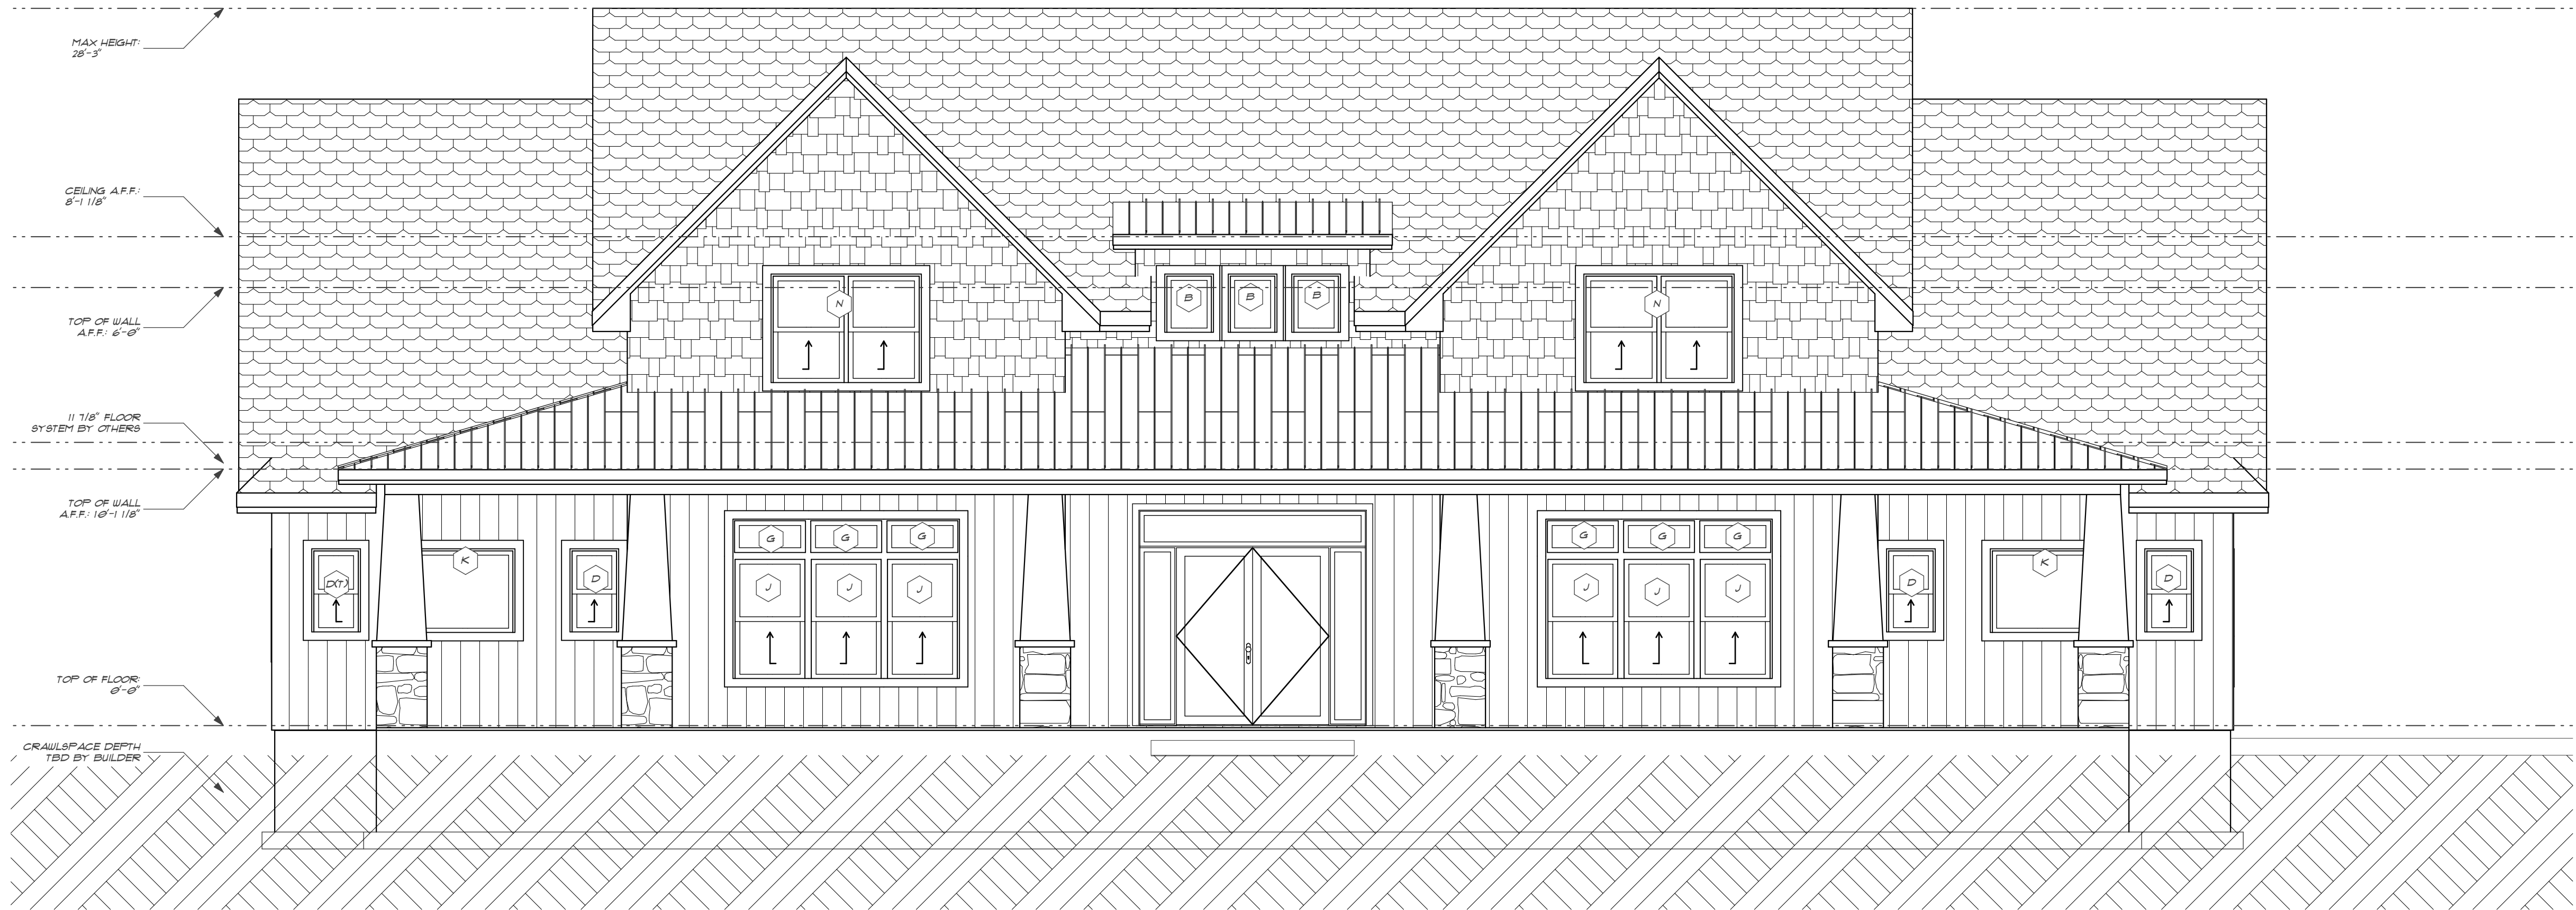 MAX HEIGHT:
28'-3"
CEILING A.F.F.:
8'-1 1/8"
TOP OF WALL
A.F.F.: 6'-0"
11 7/8" FLOOR
SYSTEM BY OTHERS
TOP OF WALL
A.F.F.: 10'-1 1/8"
TOP OF FLOOR:
0'-0"
CRAWLSPACE DEPTH
TBD BY BUILDER
N
B B B
N
G G G
G G G
K
K
D(T)
D
J J J
J J J
D
D